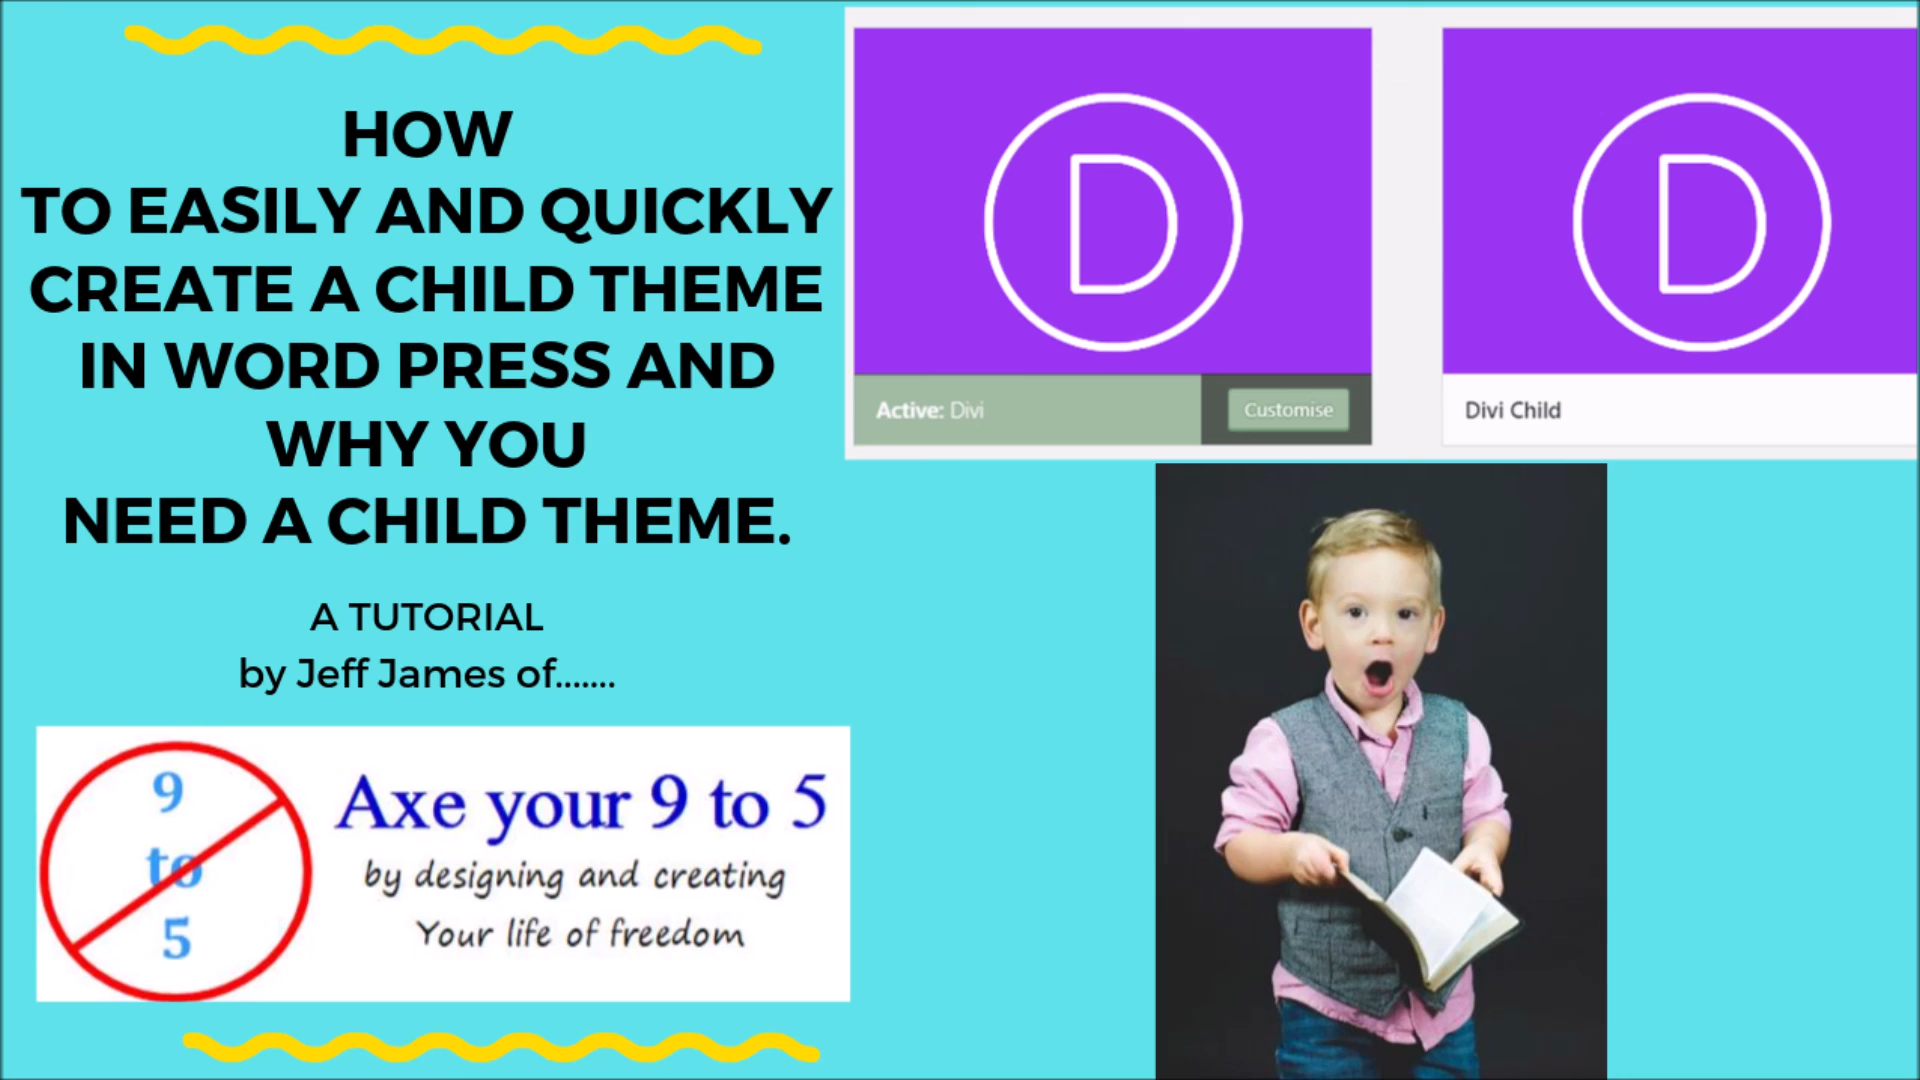 HOW
TO EASILY AND QUICKLY
CREATE A CHILD THEME
IN WORD PRESS AND
WHY YOU
NEED A CHILD THEME.
A TUTORIAL
by Jeff James of.......
9
to
5
Axe your 9 to 5
by designing and creating
Your life of freedom
D
Active: Divi
Customise
D
Divi Child